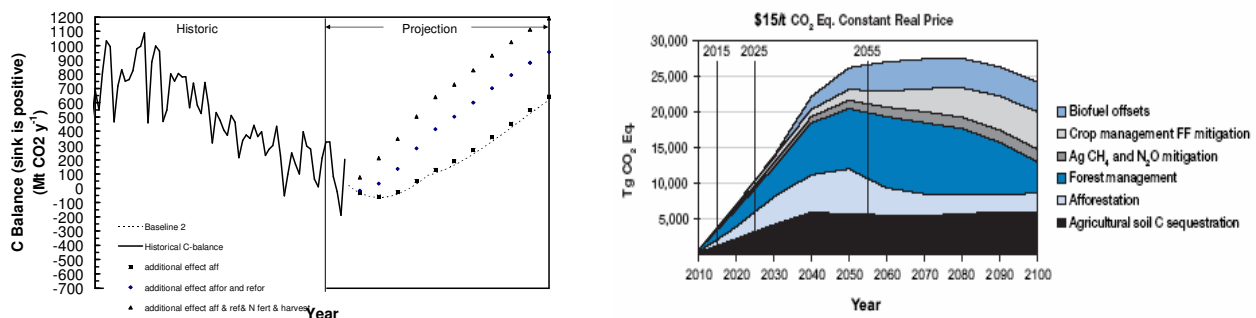 Historic
Projection
C Balance (sink is positive)
(Mt CO2 y⁻¹)
1200
1100
1000
900
800
700
600
500
400
300
200
100
0
-100
-200
-300
-400
-500
-600
-700
Baseline 2
Historical C-balance
additional effect aff
additional effect affor and refor
additional effect aff & ref& N fert & harvest
Year
$15/t CO₂ Eq. Constant Real Price
Tg CO₂ Eq.
30,000
25,000
20,000
15,000
10,000
5,000
2015
2025
2055
2010
2020
2030
2040
2050
2060
2070
2080
2090
2100
Year
Biofuel offsets
Crop management FF mitigation
Ag CH₄ and N₂O mitigation
Forest management
Afforestation
Agricultural soil C sequestration